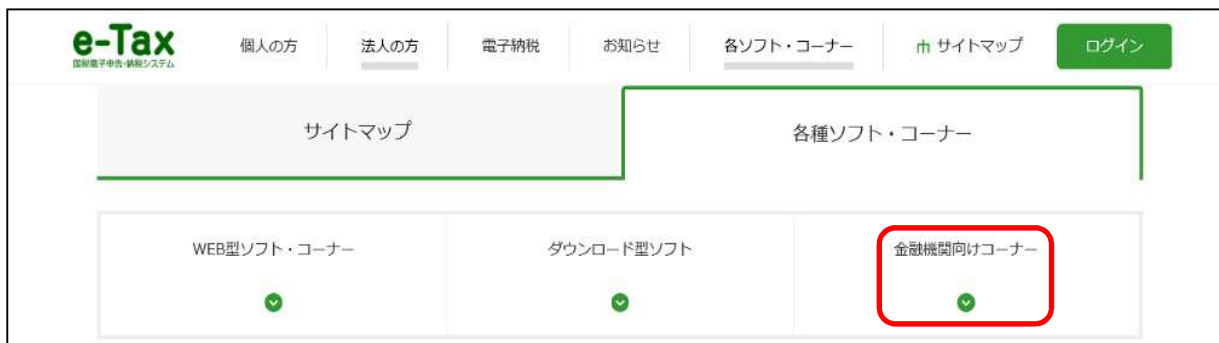 e-Tax
国税電子申告・納税システム
個人の方
法人の方
電子納税
お知らせ
各ソフト・コーナー
サイトマップ
ログイン
サイトマップ
各種ソフト・コーナー
WEB型ソフト・コーナー
ダウンロード型ソフト
金融機関向けコーナー